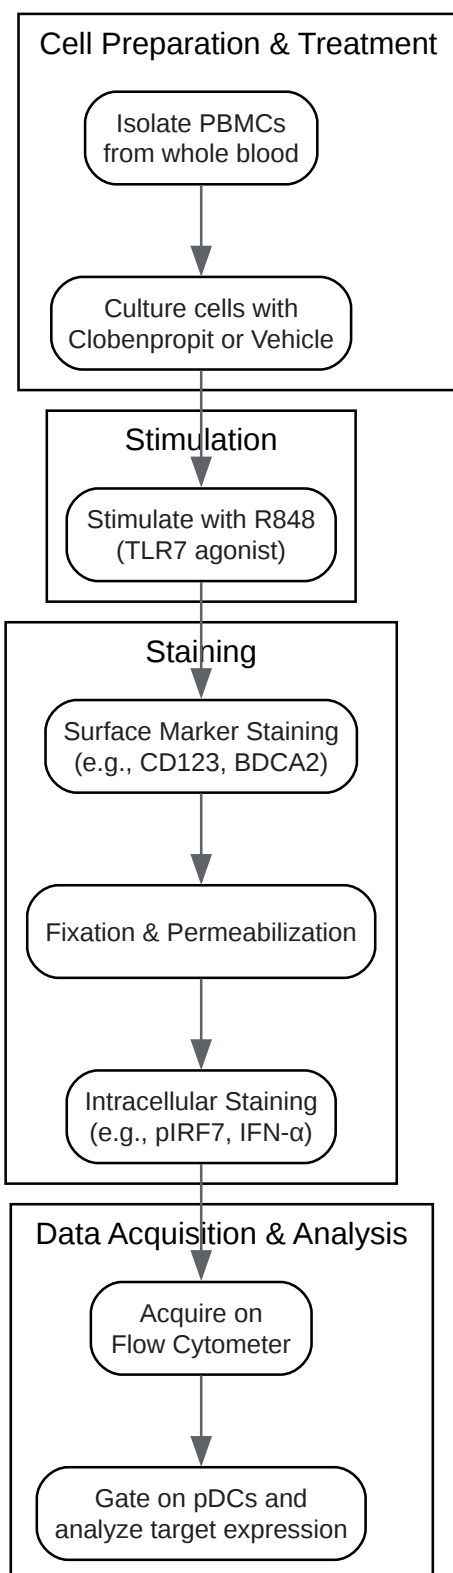 Cell Preparation & Treatment
Isolate PBMCs
from whole blood
Culture cells with
Clobenpropit or Vehicle
Stimulation
Stimulate with R848
(TLR7 agonist)
Staining
Surface Marker Staining
(e.g., CD123, BDCA2)
Fixation & Permeabilization
Intracellular Staining
(e.g., pIRF7, IFN-α)
Data Acquisition & Analysis
Acquire on
Flow Cytometer
Gate on pDCs and
analyze target expression